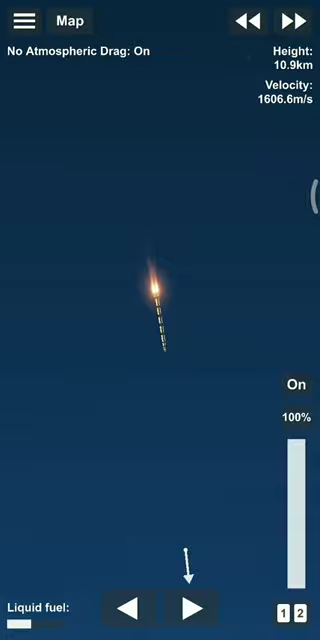 Map
No Atmospheric Drag: On
Height:
10.9km
Velocity:
1606.6m/s
On
100%
Liquid fuel:
1 2